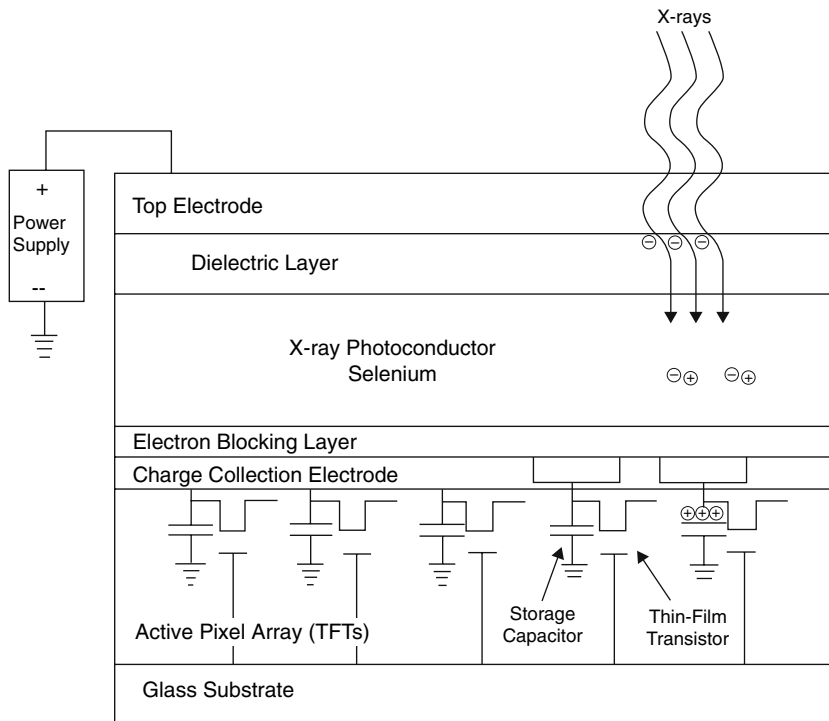 X-rays
+
Power
Supply
--
Top Electrode
Dielectric Layer
X-ray Photoconductor
Selenium
Electron Blocking Layer
Charge Collection Electrode
Storage
Capacitor
Thin-Film
Transistor
Active Pixel Array (TFTs)
Glass Substrate